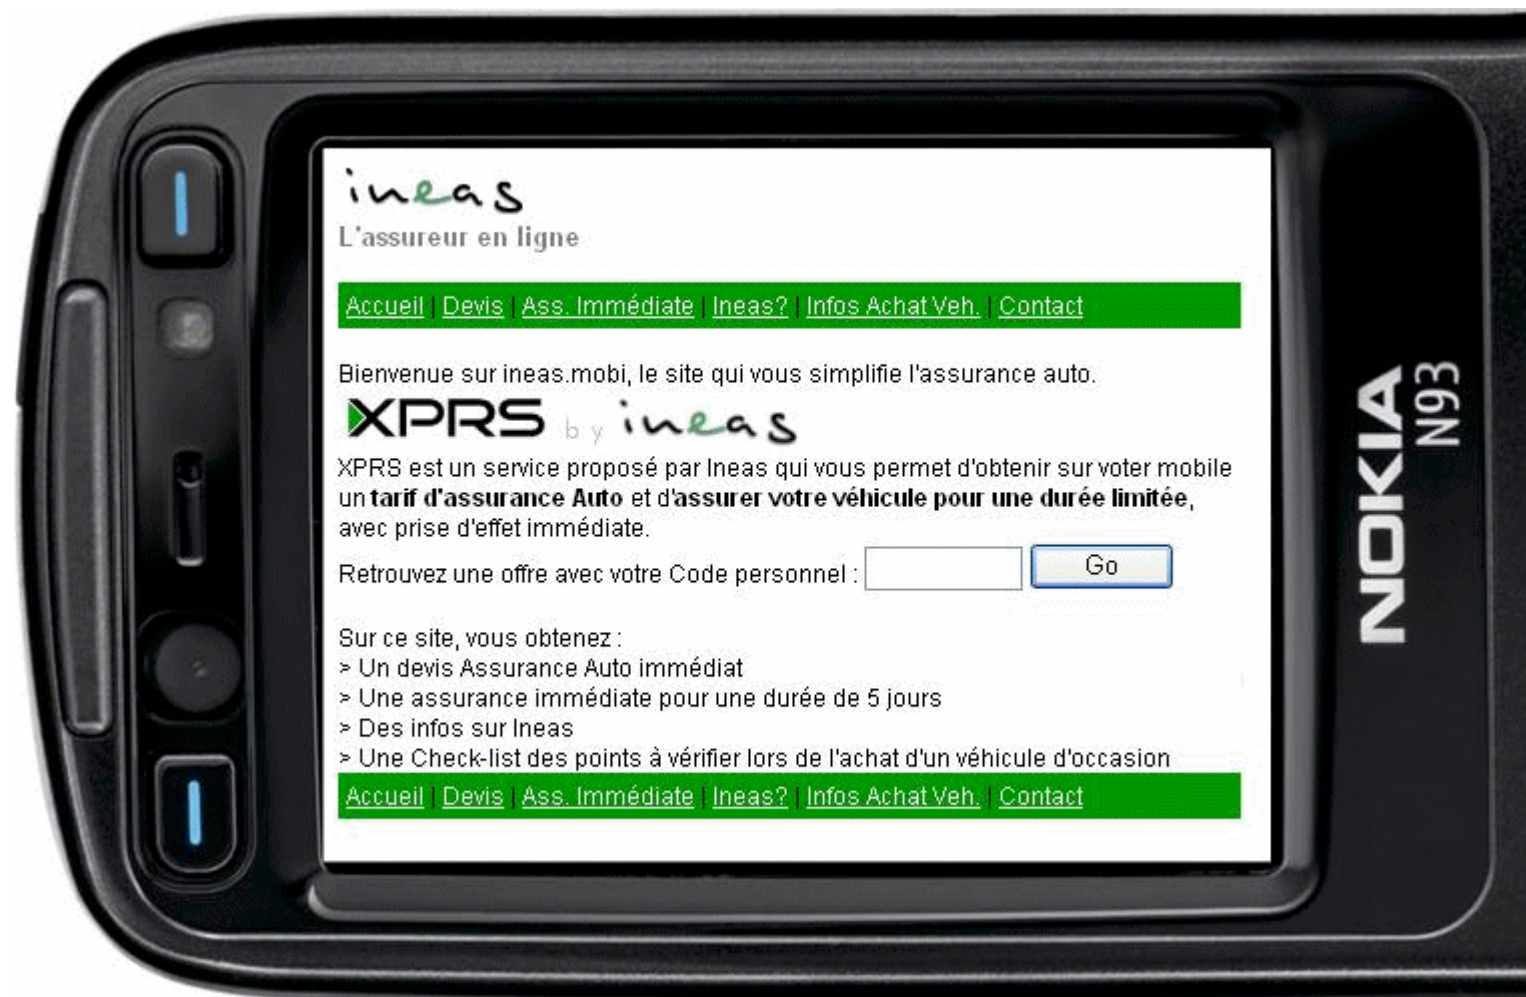 ineas
L'assureur en ligne
Accueil | Devis | Ass. Immédiate | Ineas? | Infos Achat Veh. | Contact
Bienvenue sur ineas.mobi, le site qui vous simplifie l'assurance auto.
XPRS by ineas
XPRS est un service proposé par Ineas qui vous permet d'obtenir sur voter mobile
un tarif d'assurance Auto et d'assurer votre véhicule pour une durée limitée,
avec prise d'effet immédiate.
Retrouvez une offre avec votre Code personnel : Go
Sur ce site, vous obtenez :
> Un devis Assurance Auto immédiat
> Une assurance immédiate pour une durée de 5 jours
> Des infos sur Ineas
> Une Check-list des points à vérifier lors de l'achat d'un véhicule d'occasion
Accueil | Devis | Ass. Immédiate | Ineas? | Infos Achat Veh. | Contact
NOKIA
N93